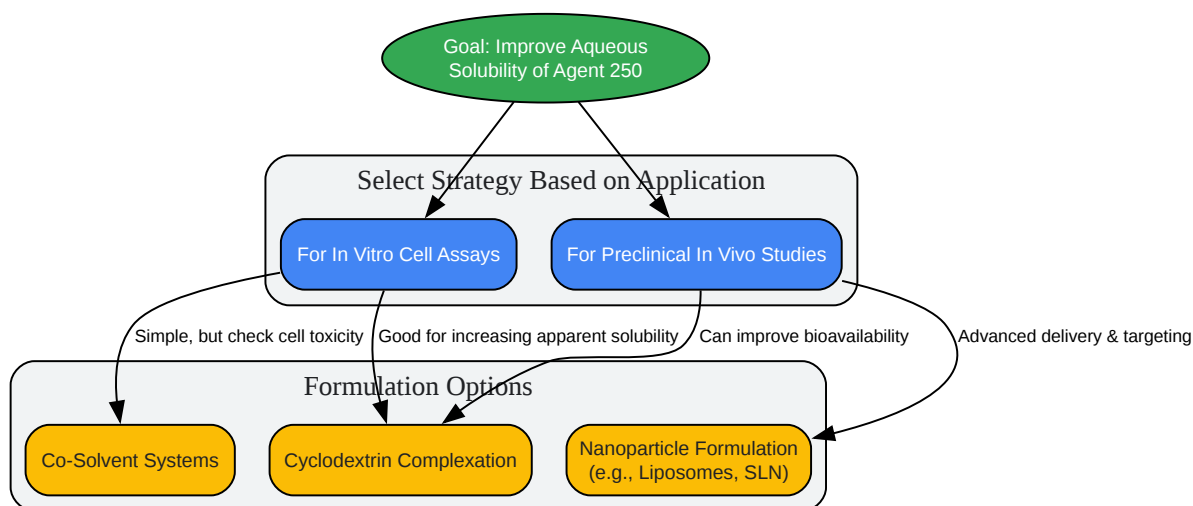 Goal: Improve Aqueous
Solubility of Agent 250
Select Strategy Based on Application
For In Vitro Cell Assays
For Preclinical In Vivo Studies
Simple, but check cell toxicity
Good for increasing apparent solubility
Can improve bioavailability
Advanced delivery & targeting
Formulation Options
Co-Solvent Systems
Cyclodextrin Complexation
Nanoparticle Formulation
(e.g., Liposomes, SLN)